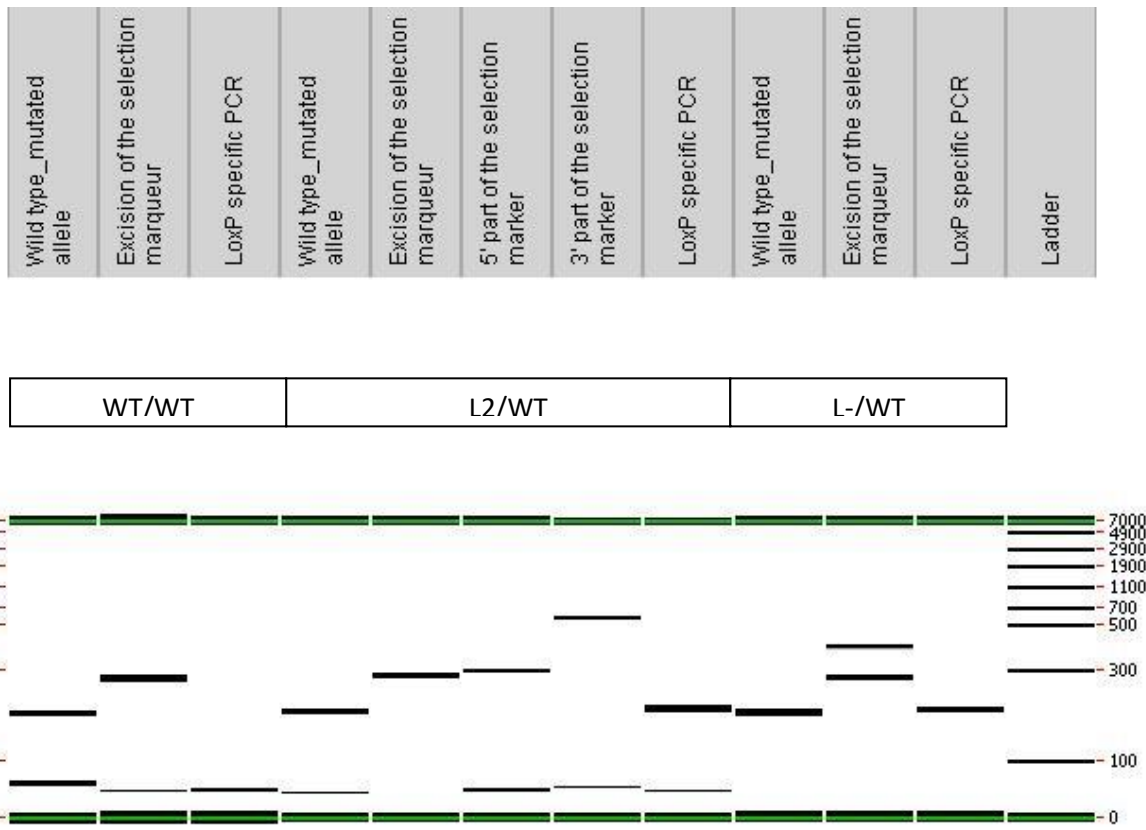 Wild type_mutated
allele
Excision of the selection
marqueur
LoxP specific PCR
Wild type_mutated
allele
Excision of the selection
marqueur
5' part of the selection
marker
3' part of the selection
marker
LoxP specific PCR
Wild type_mutated
allele
Excision of the selection
marqueur
LoxP specific PCR
Ladder
WT/WT
L2/WT
L-/WT
7000
4900
2900
1900
1100
700
500
300
100
0